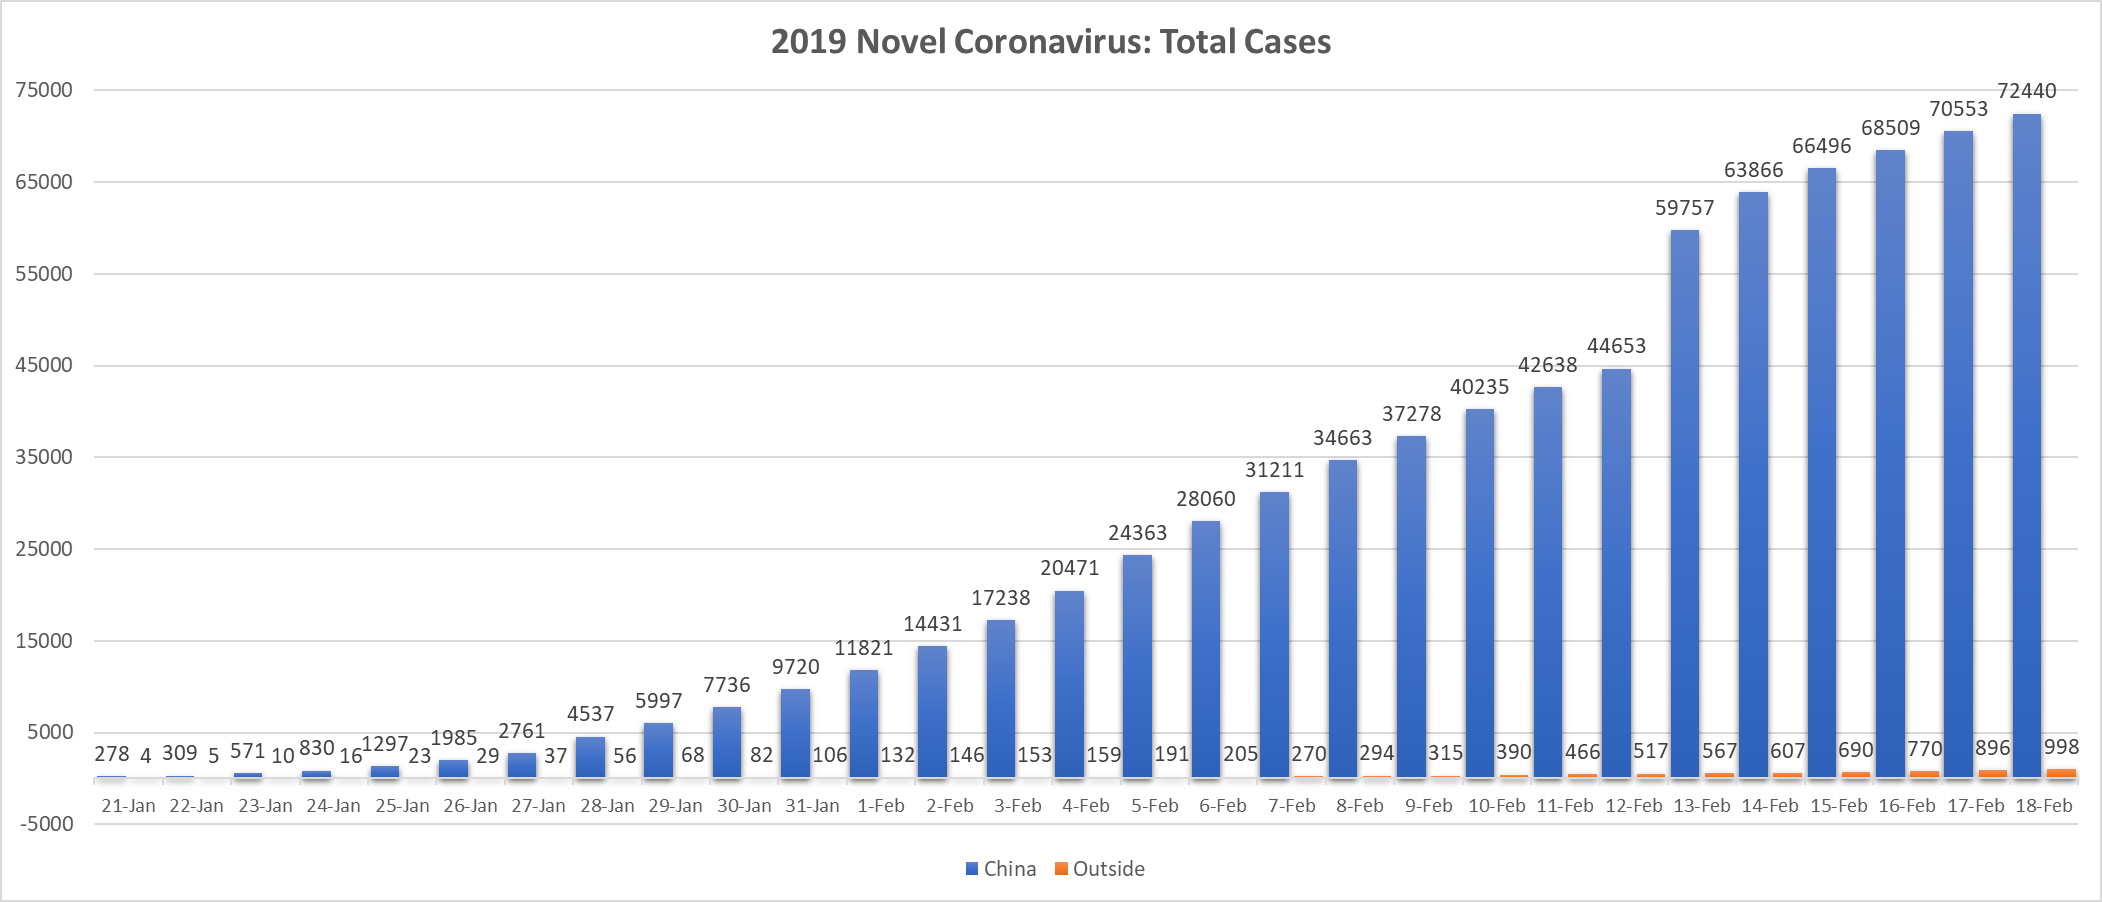 2019 Novel Coronavirus: Total Cases
75000
65000
55000
45000
35000
25000
15000
5000
-5000
278 4 309 5 571 10 830 16 1297 23 1985 29 2761 37 4537 56 5997 68 7736 82 9720 106 11821 132 14431 146 17238 153 20471 159 24363 191 28060 205 31211 270 34663 294 37278 315 40235 390 42638 466 44653 517 59757 567 63866 607 66496 690 68509 770 70553 896 72440 998
21-Jan 22-Jan 23-Jan 24-Jan 25-Jan 26-Jan 27-Jan 28-Jan 29-Jan 30-Jan 31-Jan 1-Feb 2-Feb 3-Feb 4-Feb 5-Feb 6-Feb 7-Feb 8-Feb 9-Feb 10-Feb 11-Feb 12-Feb 13-Feb 14-Feb 15-Feb 16-Feb 17-Feb 18-Feb
China Outside